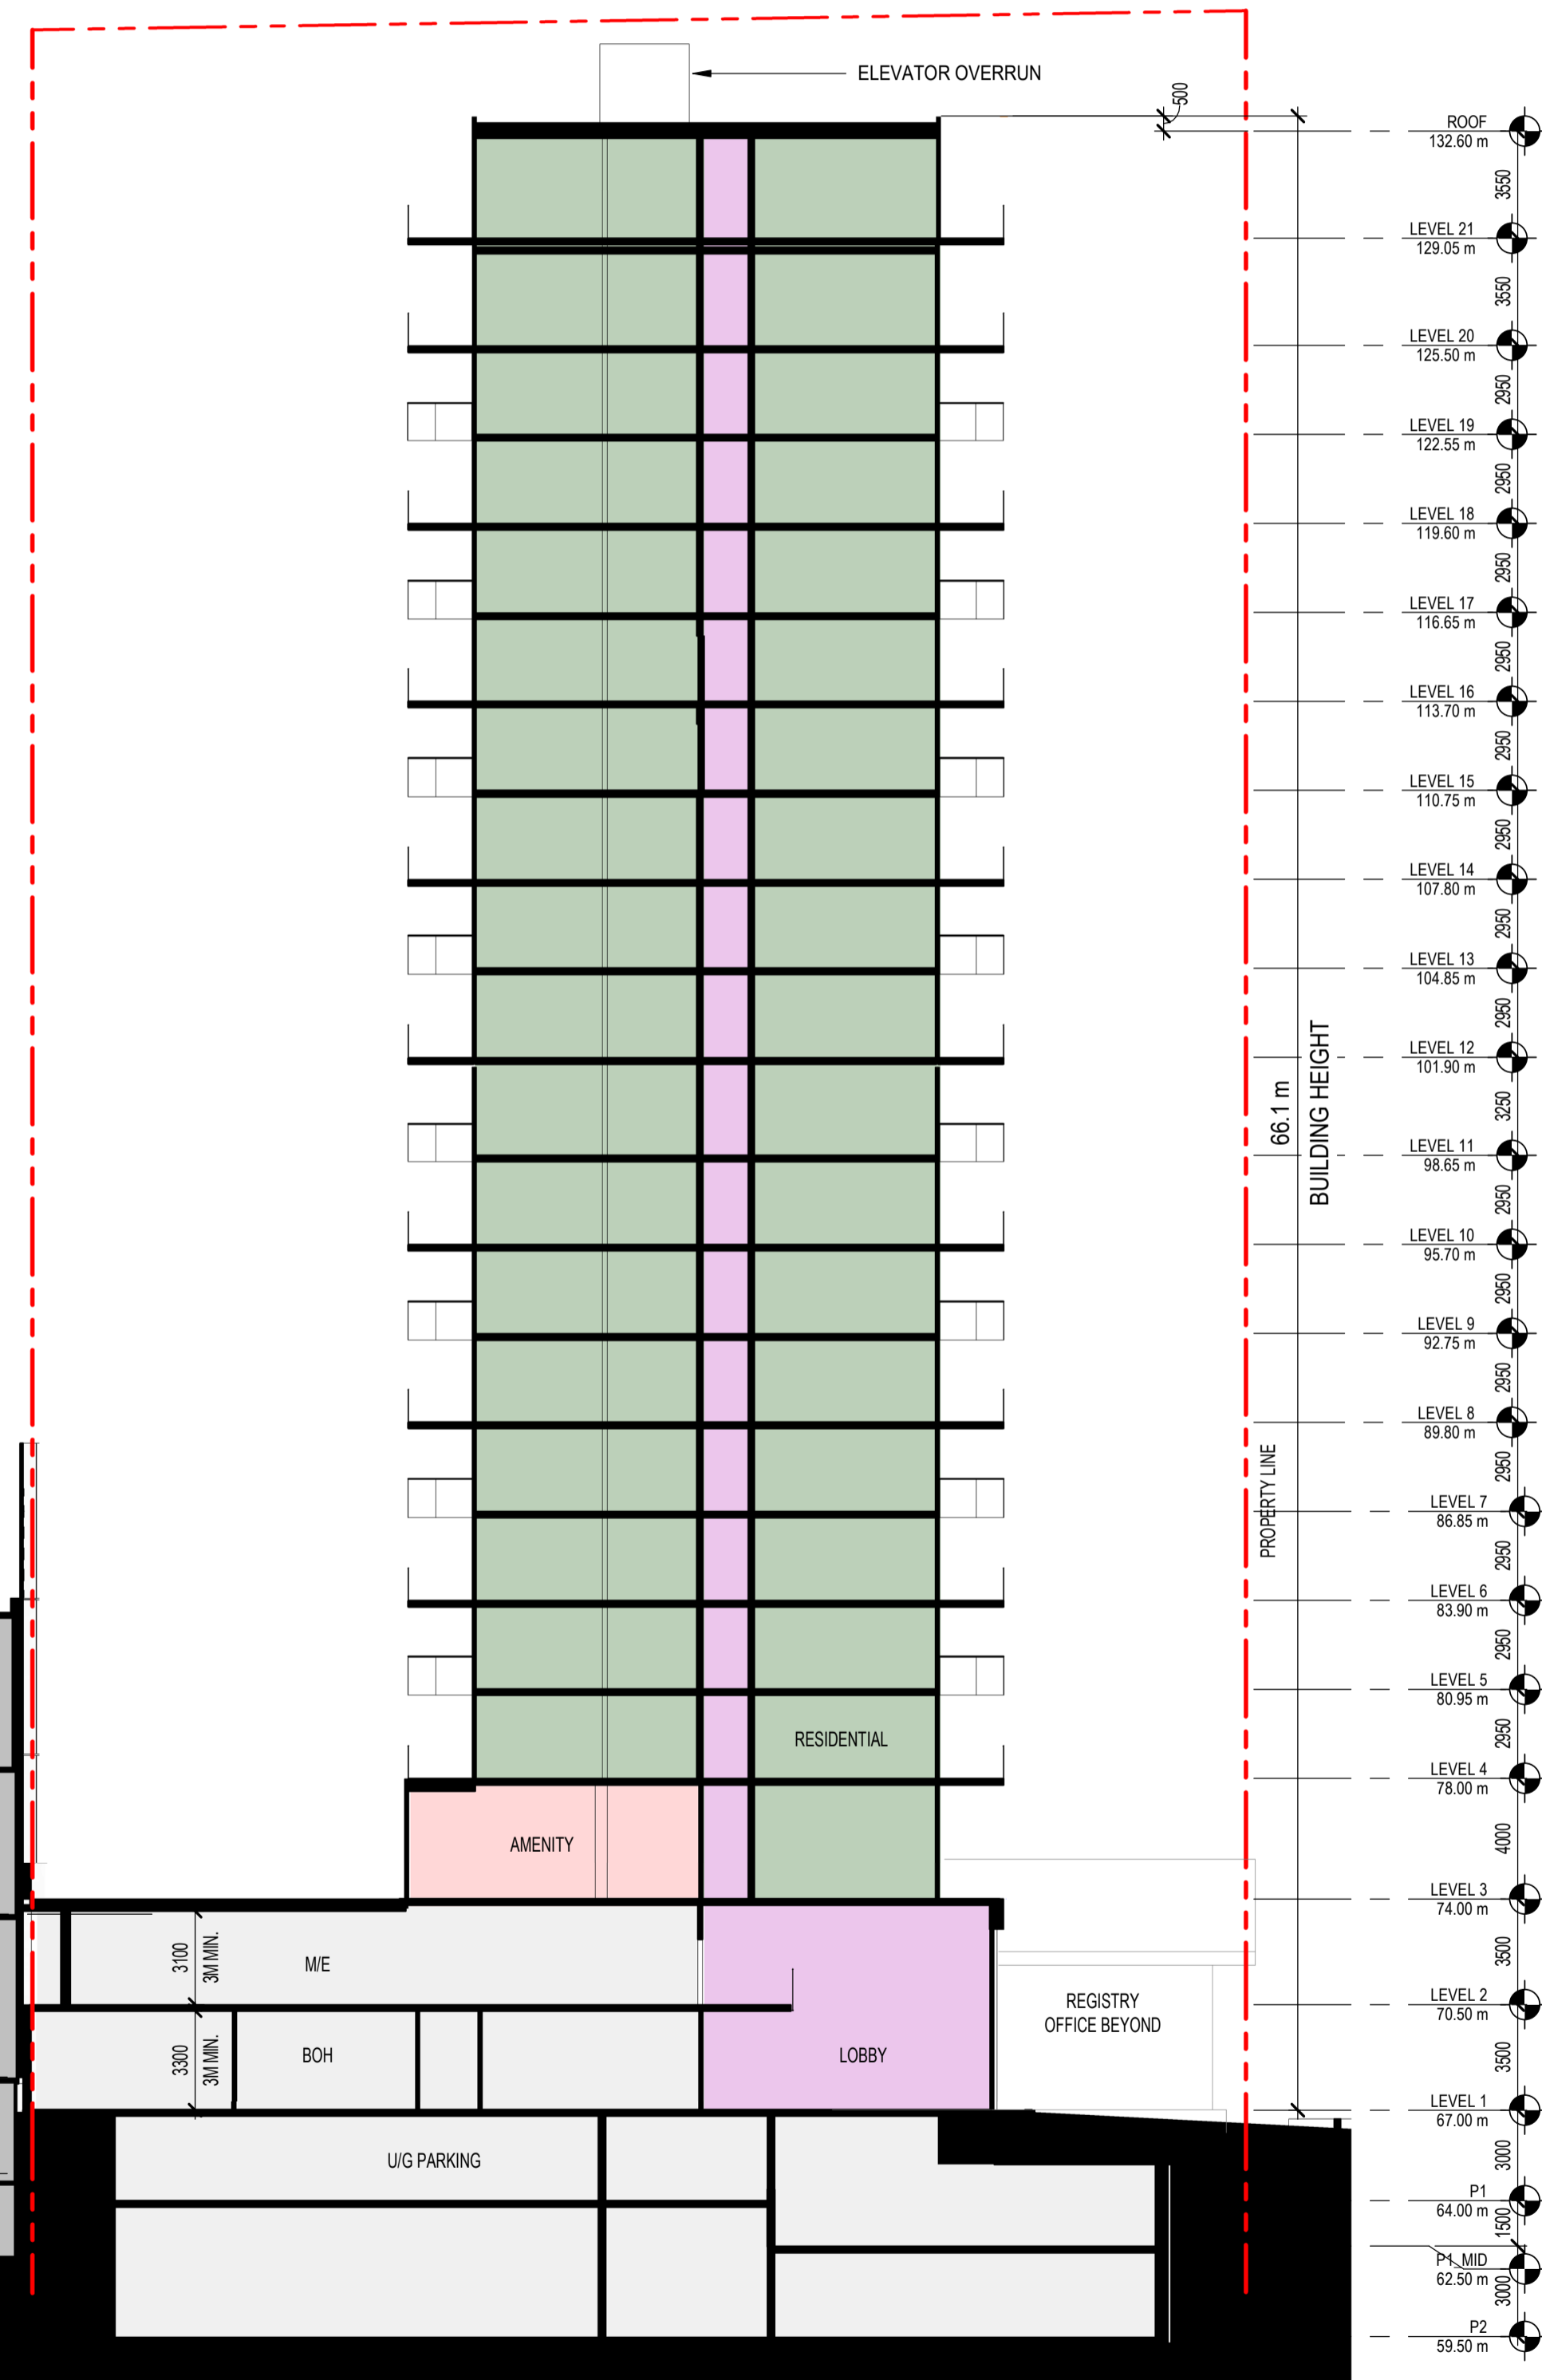 ELEVATOR OVERRUN
500
ROOF
132.60 m
3550
LEVEL 21
129.05 m
3550
LEVEL 20
125.50 m
2950
LEVEL 19
122.55 m
2950
LEVEL 18
119.60 m
2950
LEVEL 17
116.65 m
2950
LEVEL 16
113.70 m
2950
LEVEL 15
110.75 m
2950
LEVEL 14
107.80 m
2950
LEVEL 13
104.85 m
2950
LEVEL 12
101.90 m
3250
66.1 m
BUILDING HEIGHT
LEVEL 11
98.65 m
2950
LEVEL 10
95.70 m
2950
LEVEL 9
92.75 m
2950
LEVEL 8
89.80 m
2950
PROPERTY LINE
LEVEL 7
86.85 m
2950
LEVEL 6
83.90 m
2950
LEVEL 5
80.95 m
2950
RESIDENTIAL
LEVEL 4
78.00 m
4000
AMENITY
LEVEL 3
74.00 m
3500
3100
3M MIN.
M/E
REGISTRY
OFFICE BEYOND
LEVEL 2
70.50 m
3500
3300
3M MIN.
BOH
LOBBY
LEVEL 1
67.00 m
3000
U/G PARKING
P1
64.00 m
1500
P1_MID
62.50 m
3000
P2
59.50 m